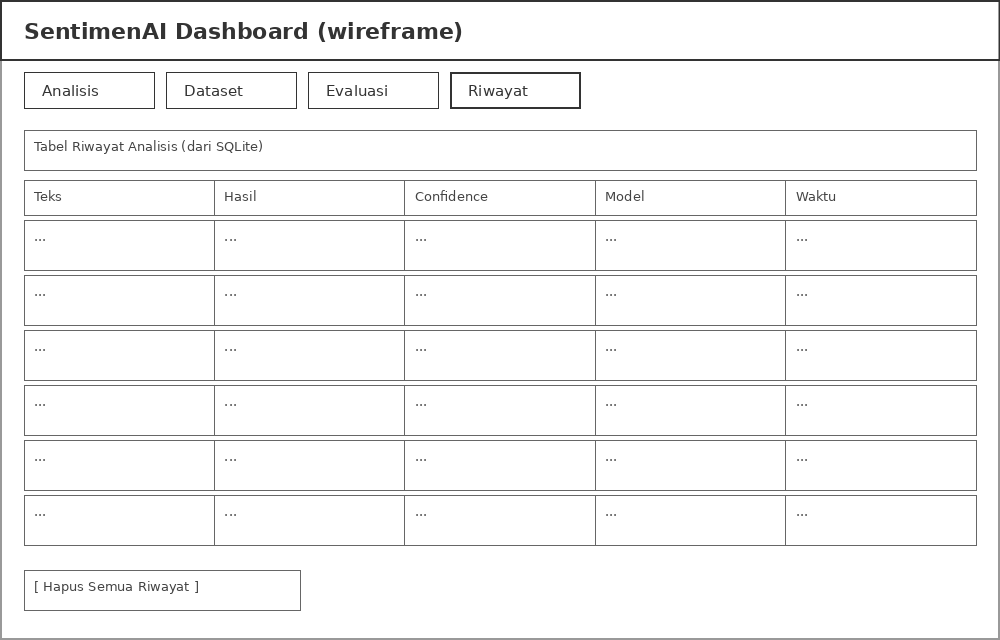 SentimenAI Dashboard (wireframe)
Analisis Dataset Evaluasi Riwayat
Tabel Riwayat Analisis (dari SQLite)
Teks Hasil Confidence Model Waktu
... ... ... ... ...
... ... ... ... ...
... ... ... ... ...
... ... ... ... ...
... ... ... ... ...
... ... ... ... ...
[ Hapus Semua Riwayat ]